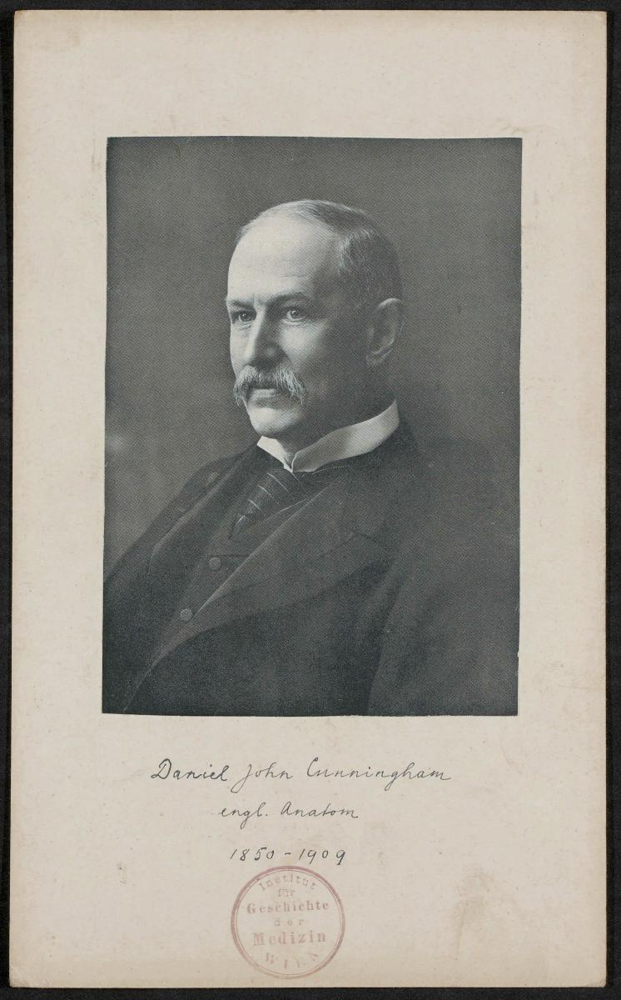 Daniel John Cunningham
engl. Anatom
1850-1909
Institut
für
Geschichte
der
Medizin
WIEN